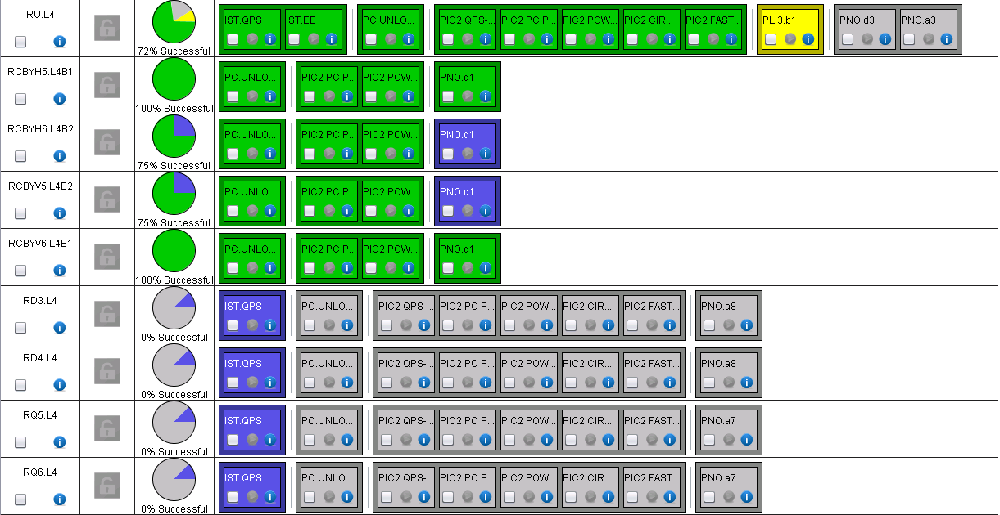 RU.L4
72% Successful
IST.QPS IST.EE PC.UNLO... PIC2 QPS-... PIC2 PC P... PIC2 POW... PIC2 CIR... PIC2 FAST... PLI3.b1 PNO.d3 PNO.a3
RCBYH5.L4B1
100% Successful
PC.UNLO... PIC2 PC P... PIC2 POW... PNO.d1
RCBYH6.L4B2
75% Successful
PC.UNLO... PIC2 PC P... PIC2 POW... PNO.d1
RCBYV5.L4B2
75% Successful
PC.UNLO... PIC2 PC P... PIC2 POW... PNO.d1
RCBYV6.L4B1
100% Successful
PC.UNLO... PIC2 PC P... PIC2 POW... PNO.d1
RD3.L4
0% Successful
IST.QPS PC.UNLO... PIC2 QPS-... PIC2 PC P... PIC2 POW... PIC2 CIR... PIC2 FAST... PNO.a8
RD4.L4
0% Successful
IST.QPS PC.UNLO... PIC2 QPS-... PIC2 PC P... PIC2 POW... PIC2 CIR... PIC2 FAST... PNO.a8
RQ5.L4
0% Successful
IST.QPS PC.UNLO... PIC2 QPS-... PIC2 PC P... PIC2 POW... PIC2 CIR... PIC2 FAST... PNO.a7
RQ6.L4
0% Successful
IST.QPS PC.UNLO... PIC2 QPS-... PIC2 PC P... PIC2 POW... PIC2 CIR... PIC2 FAST... PNO.a7